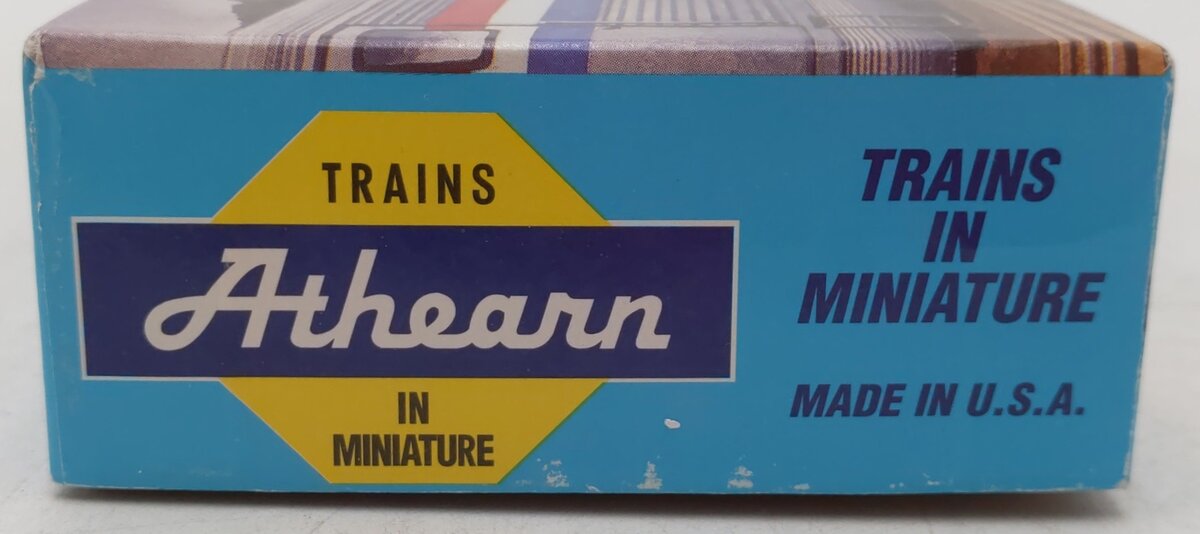 TRAINS
Athearn
IN
MINIATURE
TRAINS
IN
MINIATURE
MADE IN U.S.A.